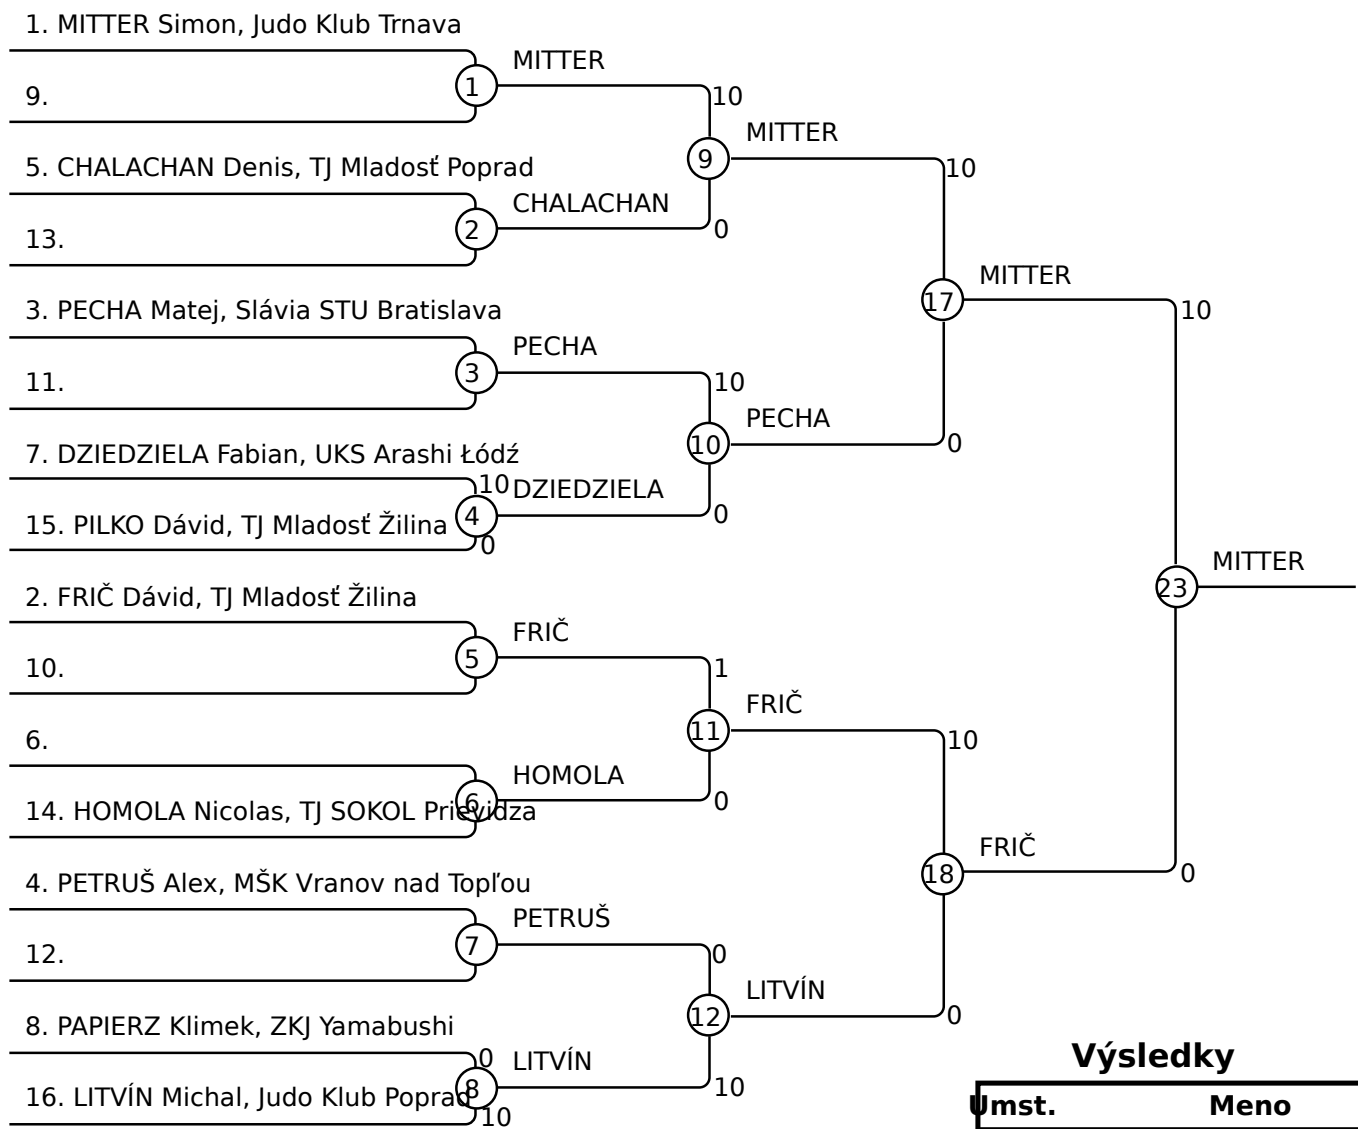 1. MITTER Simon, Judo Klub Trnava
9.
1
MITTER
10
5. CHALACHAN Denis, TJ Mladosť Poprad
13.
2
CHALACHAN
0
9
MITTER
10
3. PECHA Matej, Slávia STU Bratislava
11.
3
PECHA
10
7. DZIEDZIELA Fabian, UKS Arashi Łódź
10
15. PILKO Dávid, TJ Mladosť Žilina
0
4
DZIEDZIELA
0
10
PECHA
0
17
MITTER
10
2. FRIČ Dávid, TJ Mladosť Žilina
10.
5
FRIČ
1
6.
14. HOMOLA Nicolas, TJ SOKOL Prievidza
6
HOMOLA
0
11
FRIČ
10
4. PETRUŠ Alex, MŠK Vranov nad Topľou
12.
7
PETRUŠ
0
8. PAPIERZ Klimek, ZKJ Yamabushi
0
16. LITVÍN Michal, Judo Klub Poprad
10
8
LITVÍN
10
12
LITVÍN
0
18
FRIČ
0
23
MITTER
Výsledky
Umst. Meno